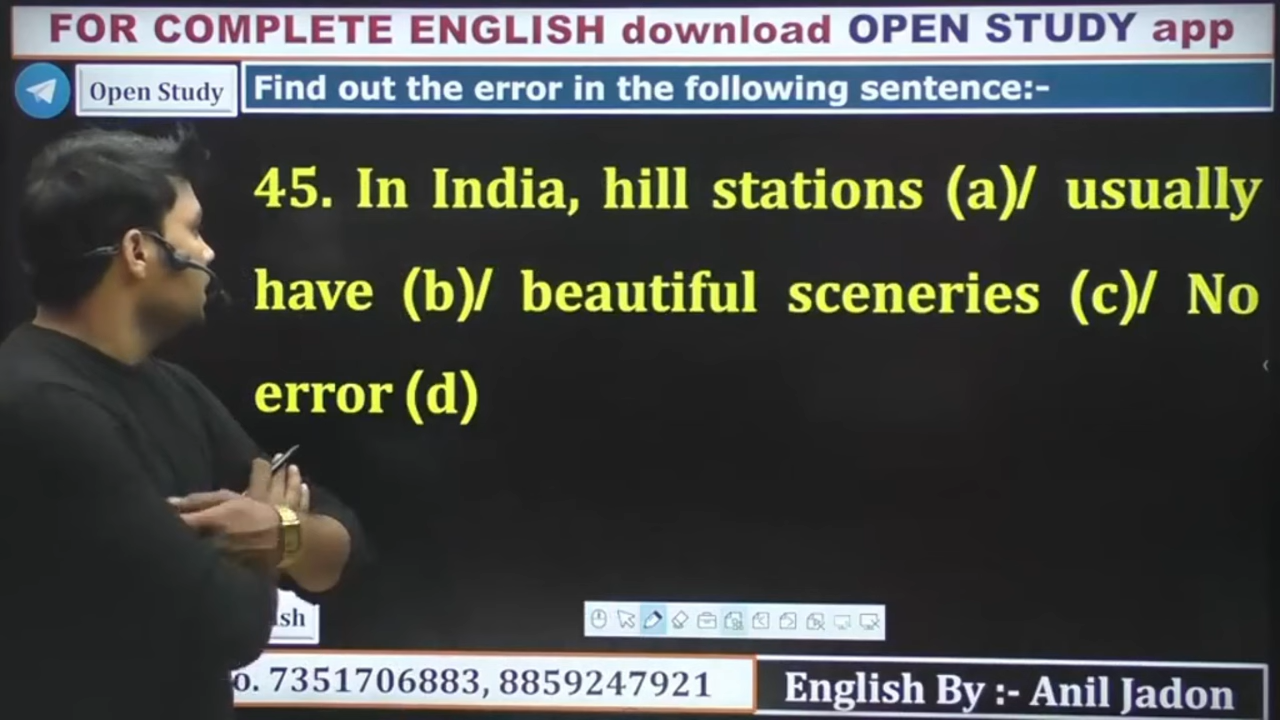 FOR COMPLETE ENGLISH download OPEN STUDY app
Open Study
Find out the error in the following sentence:-
45. In India, hill stations (a)/ usually
have (b)/ beautiful sceneries (c)/ No
error (d)
7351706883, 8859247921
English By :- Anil Jadon